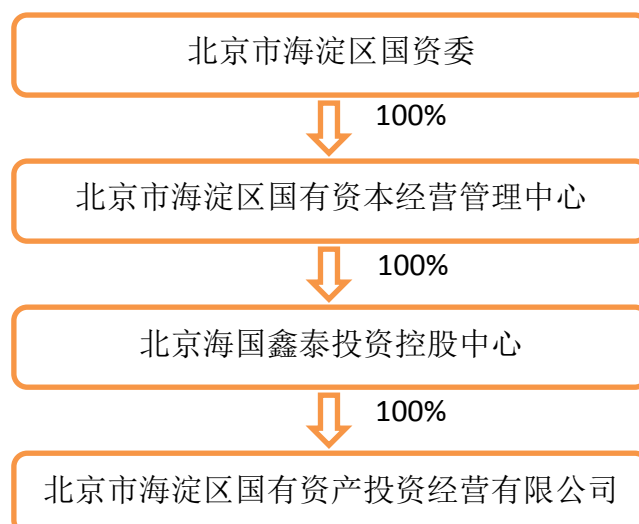 北京市海淀区国资委
100%
北京市海淀区国有资本经营管理中心
100%
北京海国鑫泰投资控股中心
100%
北京市海淀区国有资产投资经营有限公司